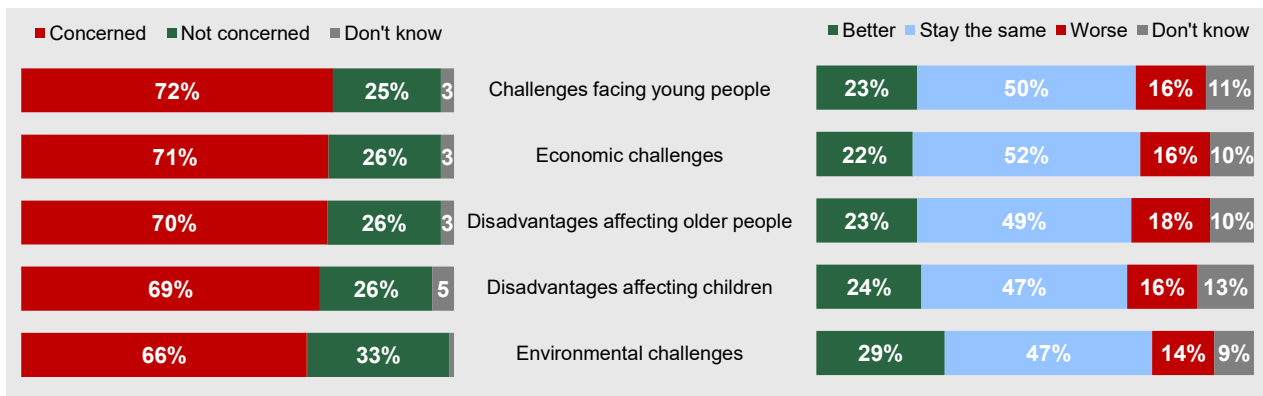 Concerned Not concerned Don't know
Better Stay the same Worse Don't know
72% 25% 3 Challenges facing young people 23% 50% 16% 11%
71% 26% 3 Economic challenges 22% 52% 16% 10%
70% 26% 3 Disadvantages affecting older people 23% 49% 18% 10%
69% 26% 5 Disadvantages affecting children 24% 47% 16% 13%
66% 33% Environmental challenges 29% 47% 14% 9%